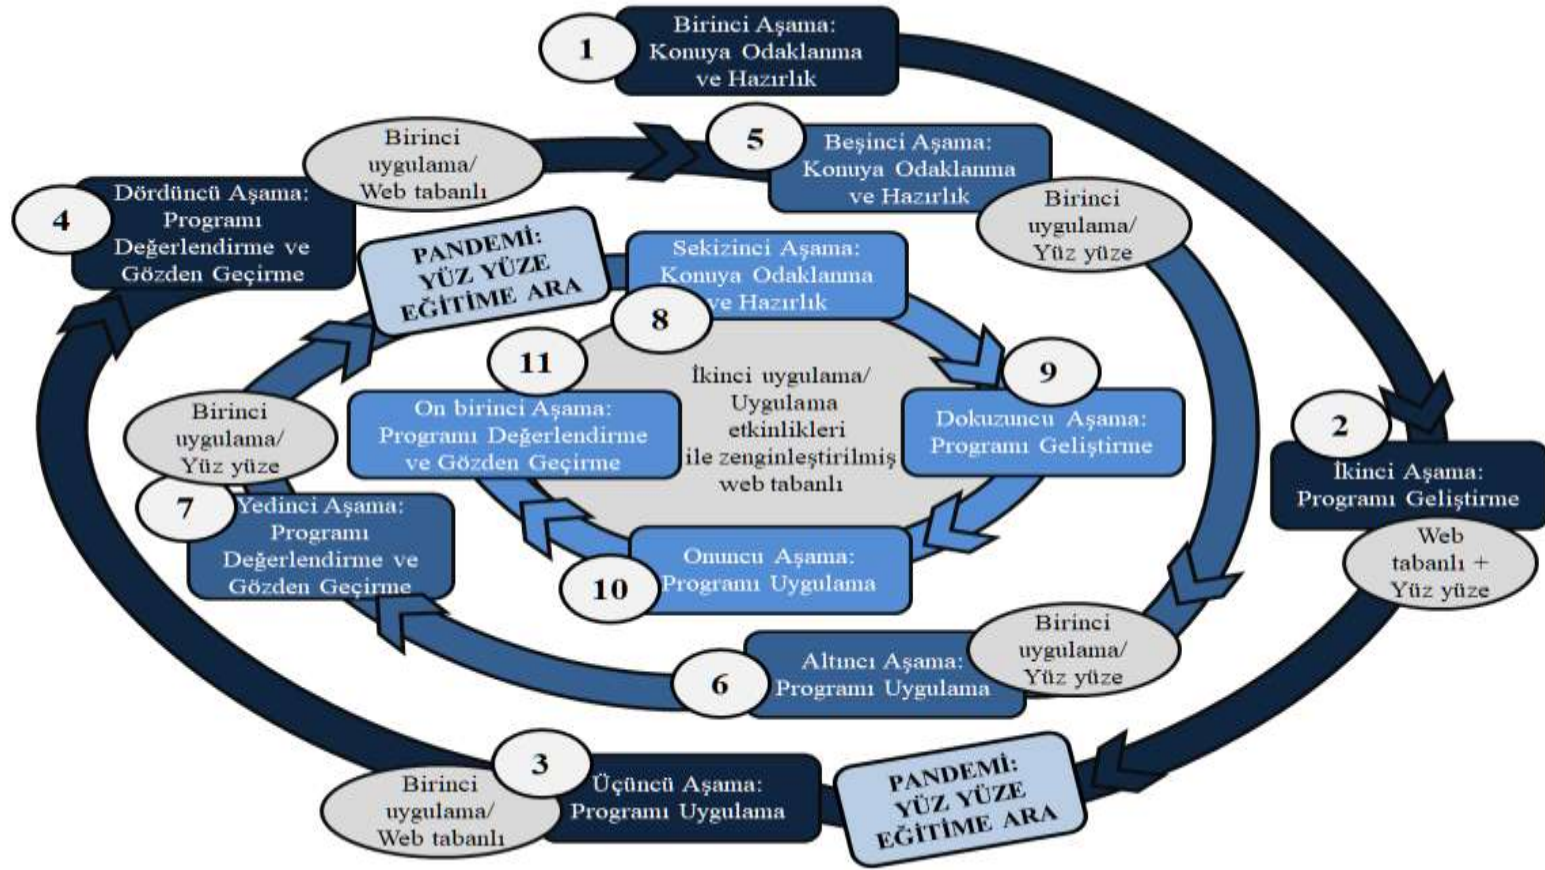 1
Birinci Aşama:
Konuya Odaklanma
ve Hazırlık
Birinci
uygulama/
Web tabanlı
5
Beşinci Aşama:
Konuya Odaklanma
ve Hazırlık
4
Dördüncü Aşama:
Programı
Değerlendirme ve
Gözden Geçirme
Birinci
uygulama/
Yüz yüze
PANDEMİ:
YÜZ YÜZE
EĞİTİME ARA
Sekizinci Aşama:
Konuya Odaklanma
ve Hazırlık
8
11
On birinci Aşama:
Programı Değerlendirme
ve Gözden Geçirme
İkinci uygulama/
Uygulama
etkinlikleri
ile zenginleştirilmiş
web tabanlı
9
Dokuzuncu Aşama:
Programı Geliştirme
2
İkinci Aşama:
Programı Geliştirme
Web
tabanlı +
Yüz yüze
Birinci
uygulama/
Yüz yüze
7
Yedinci Aşama:
Programı
Değerlendirme ve
Gözden Geçirme
10
Onuncu Aşama:
Programı Uygulama
6
Altıncı Aşama:
Programı Uygulama
Birinci
uygulama/
Yüz yüze
3
Üçüncü Aşama:
Programı Uygulama
Birinci
uygulama/
Web tabanlı
PANDEMİ:
YÜZ YÜZE
EĞİTİME ARA